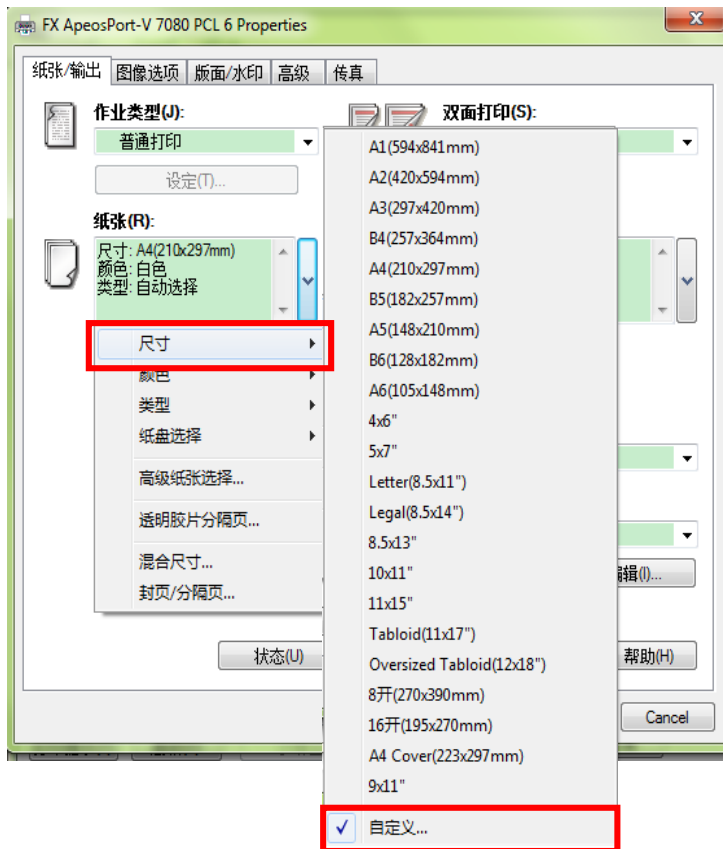 FX ApeosPort-V 7080 PCL 6 Properties
纸张/输出 图像选项 版面/水印 高级 传真
作业类型(J):
普通打印
设定(T)...
纸张(R):
尺寸: A4(210x297mm)
颜色: 白色
类型: 自动选择
尺寸
颜色
类型
纸盘选择
高级纸张选择...
透明胶片分隔页...
混合尺寸...
封页/分隔页...
双面打印(S):
A1(594x841mm)
A2(420x594mm)
A3(297x420mm)
B4(257x364mm)
A4(210x297mm)
B5(182x257mm)
A5(148x210mm)
B6(128x182mm)
A6(105x148mm)
4x6"
5x7"
Letter(8.5x11")
Legal(8.5x14")
8.5x13"
10x11"
11x15"
Tabloid(11x17")
Oversized Tabloid(12x18")
8开(270x390mm)
16开(195x270mm)
A4 Cover(223x297mm)
9x11"
自定义...
辑(I)...
状态(U)
帮助(H)
Cancel